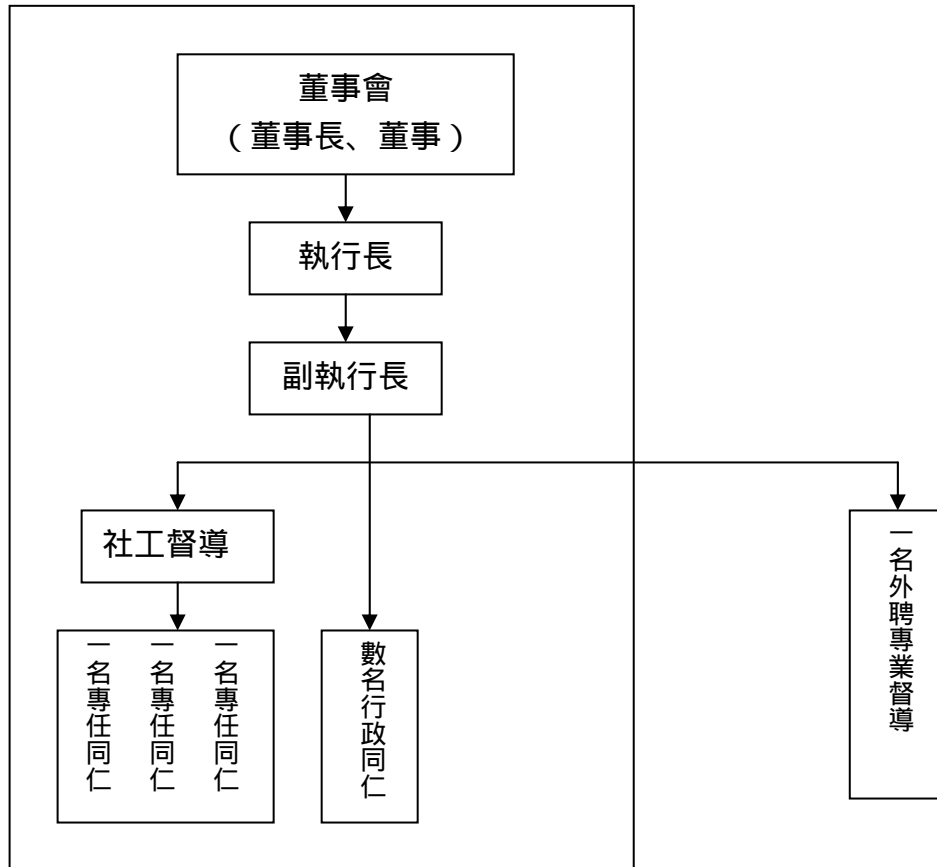 董事會
（董事長、董事）
執行長
副執行長
社工督導
一名專任同仁
一名專任同仁
一名專任同仁
數名行政同仁
一名外聘專業督導